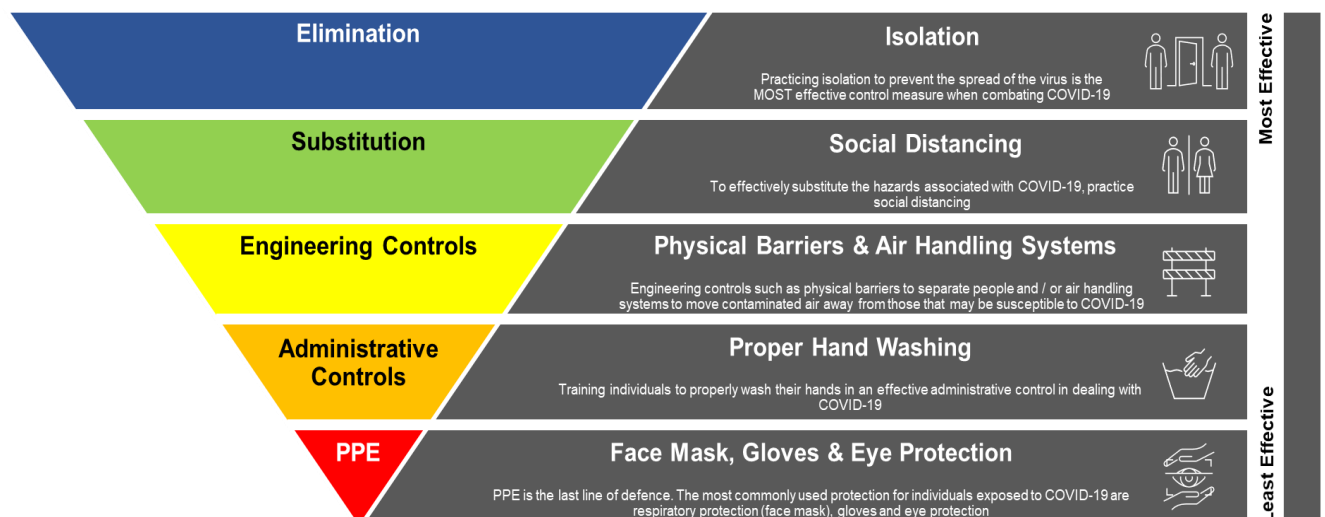 Elimination
Isolation
Practicing isolation to prevent the spread of the virus is the
MOST effective control measure when combating COVID-19
Most Effective
Substitution
Social Distancing
To effectively substitute the hazards associated with COVID-19, practice
social distancing
Engineering Controls
Physical Barriers & Air Handling Systems
Engineering controls such as physical barriers to separate people and / or air handling
systems to move contaminated air away from those that may be susceptible to COVID-19
Administrative
Controls
Proper Hand Washing
Training individuals to properly wash their hands in an effective administrative control in dealing with
COVID-19
PPE
Face Mask, Gloves & Eye Protection
PPE is the last line of defence. The most commonly used protection for individuals exposed to COVID-19 are
respiratory protection (face mask), gloves and eye protection
Least Effective